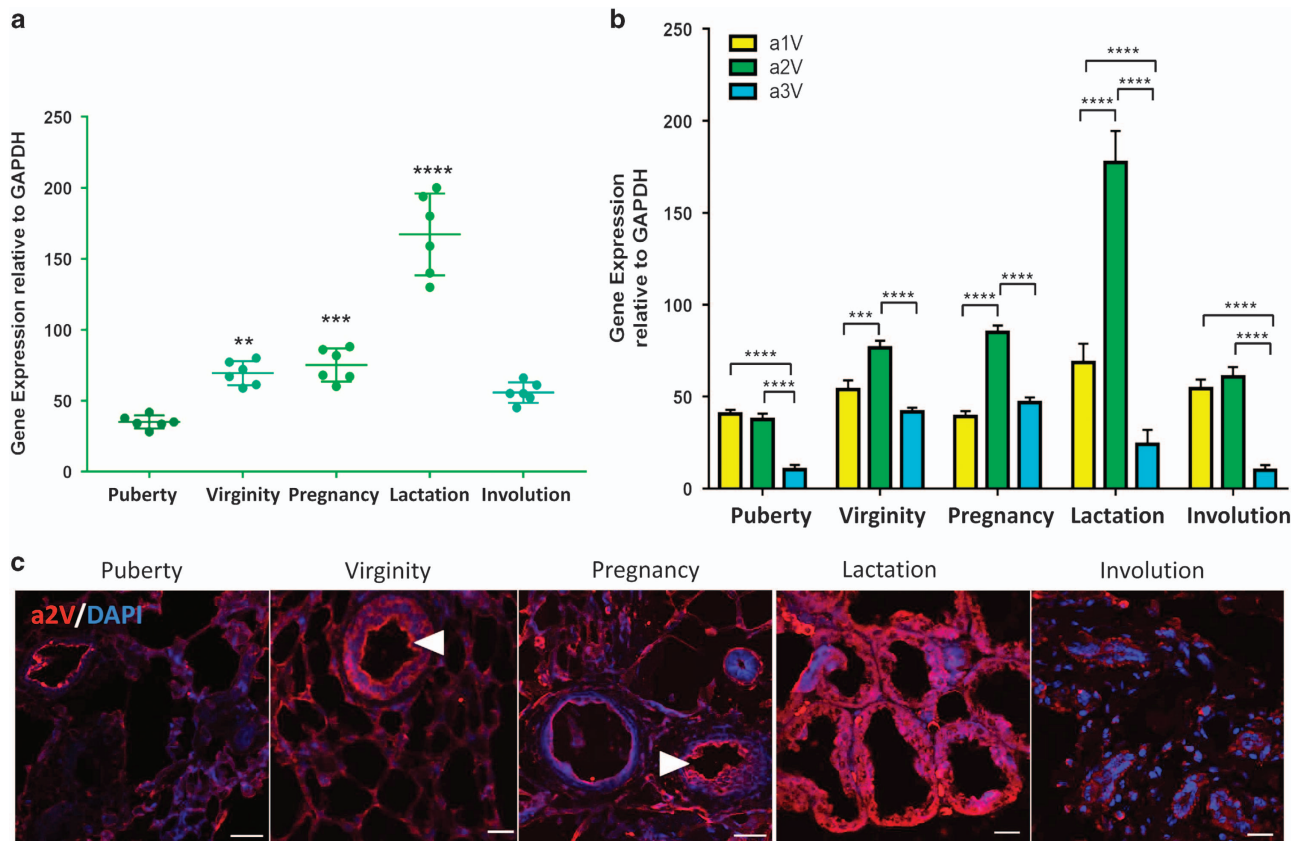 a
Gene Expression relative to GAPDH
250
200
150
100
50
0
**
***
****
Puberty Virginity Pregnancy Lactation Involution
b
a1V
a2V
a3V
Gene Expression
relative to GAPDH
250
200
150
100
50
0
****
****
***
****
****
****
****
****
****
****
****
Puberty Virginity Pregnancy Lactation Involution
c
Puberty Virginity Pregnancy Lactation Involution
a2V/DAPI